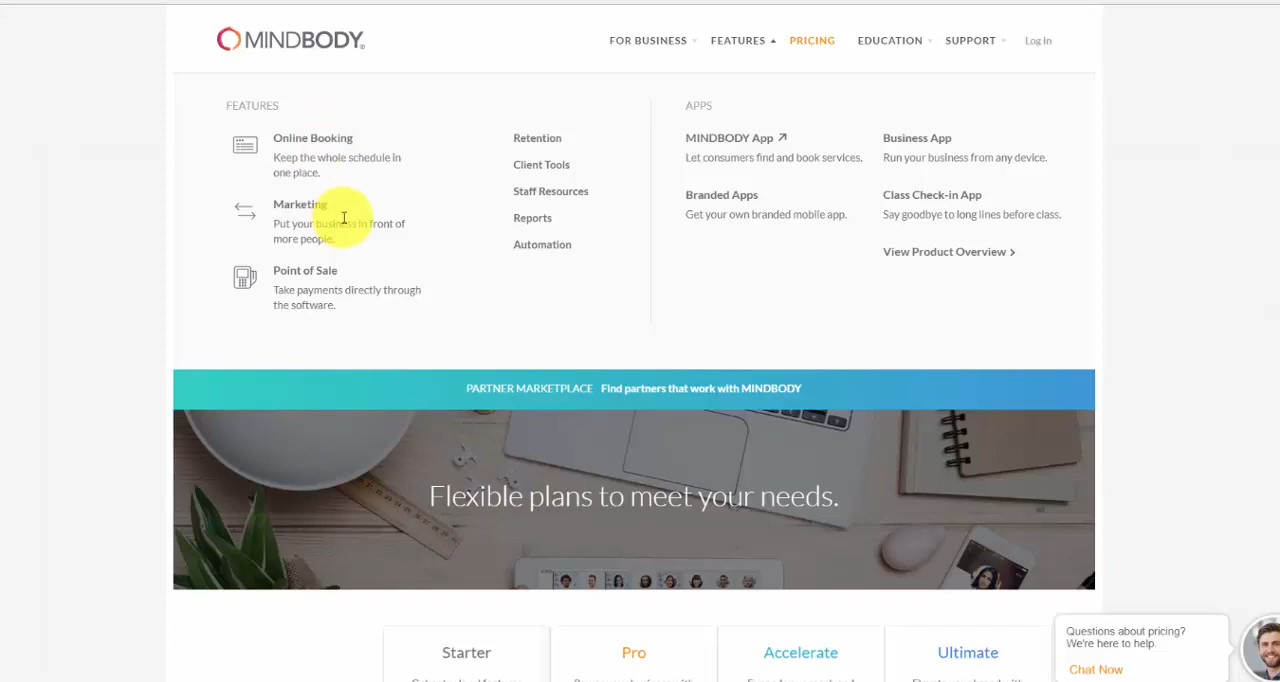 MINDBODY
FOR BUSINESS
FEATURES
PRICING
EDUCATION
SUPPORT
Log In
FEATURES
Online Booking
Keep the whole schedule in
one place.
Marketing
Put your business in front of
more people.
Point of Sale
Take payments directly through
the software.
Retention
Client Tools
Staff Resources
Reports
Automation
APPS
MINDBODY App
Let consumers find and book services.
Branded Apps
Get your own branded mobile app.
Business App
Run your business from any device.
Class Check-in App
Say goodbye to long lines before class.
View Product Overview >
PARTNER MARKETPLACE Find partners that work with MINDBODY
Flexible plans to meet your needs.
Starter
Pro
Accelerate
Ultimate
Questions about pricing?
We're here to help.
Chat Now